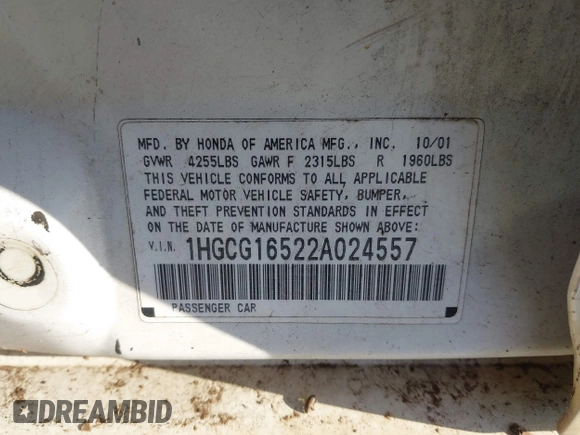 MFD. BY HONDA OF AMERICA MFG., INC. 10/01
GVWR 4255LBS GAWR F 2315LBS R 1960LBS
THIS VEHICLE CONFORMS TO ALL APPLICABLE
FEDERAL MOTOR VEHICLE SAFETY, BUMPER,
AND THEFT PREVENTION STANDARDS IN EFFECT
ON THE DATE OF MANUFACTURE SHOWN ABOVE:
V.I.N. 1HGCG16522A024557
PASSENGER CAR
DREAMBID